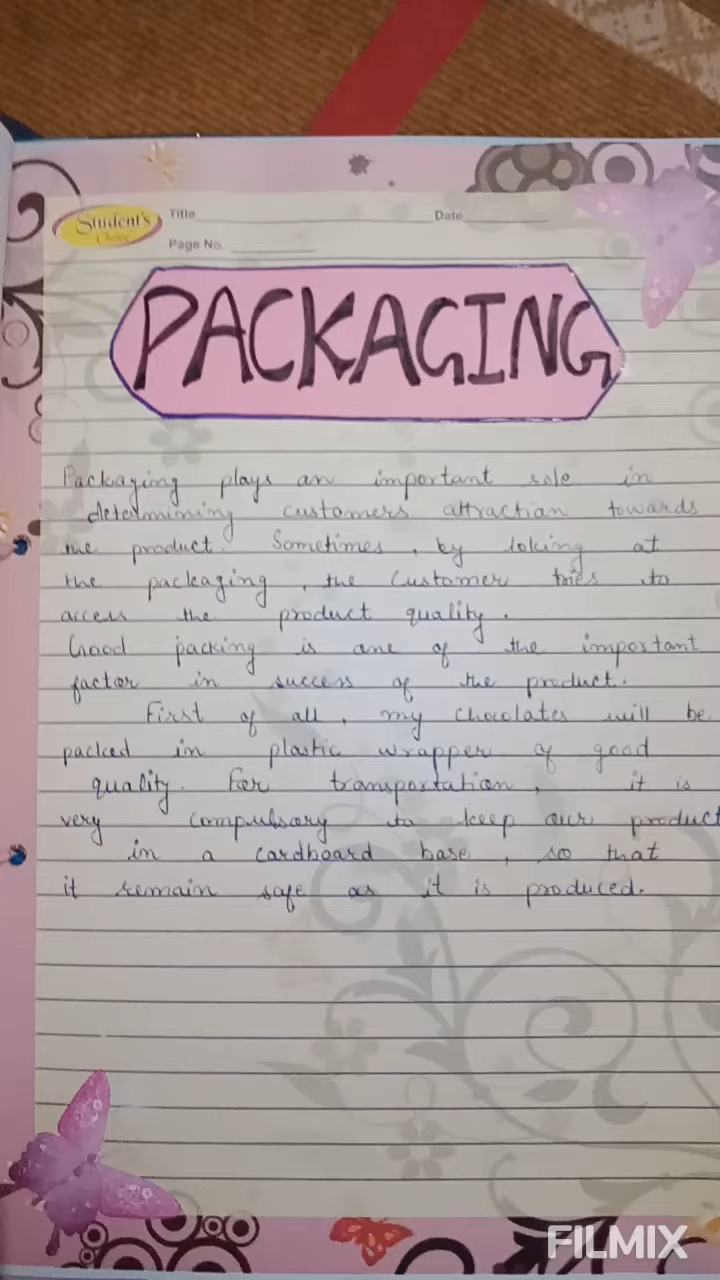 Student's
Choice
Title
Date
Page No.
PACKAGING
Packaging plays an important role in
determining customers attraction towards
the product. Sometimes, by loking at
the packaging, the customer tries to
access the product quality.
Good packing is one of the important
factor in success of the product.
First of all, my chocolates will be
packed in plastic wrapper of good
quality. For transportation, it is
very compulsory to keep our product
in a cardboard base, so that
it remain safe as it is produced.
FILMIX